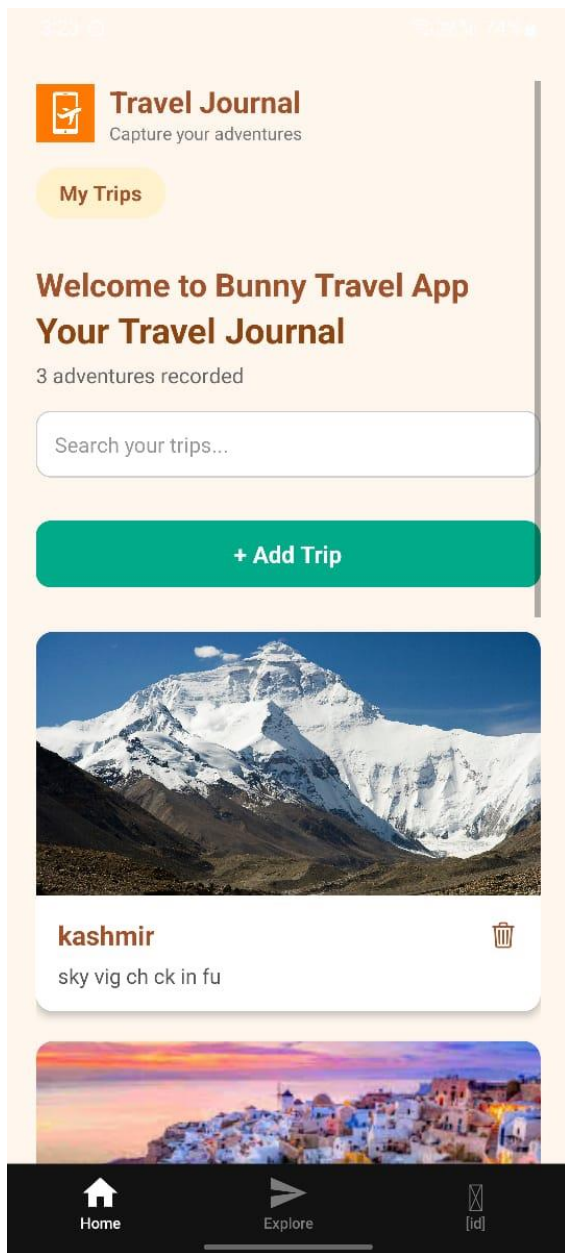 Travel Journal
Capture your adventures
My Trips
Welcome to Bunny Travel App
Your Travel Journal
3 adventures recorded
Search your trips...
+ Add Trip
kashmir
sky vig ch ck in fu
Home
Explore
[id]